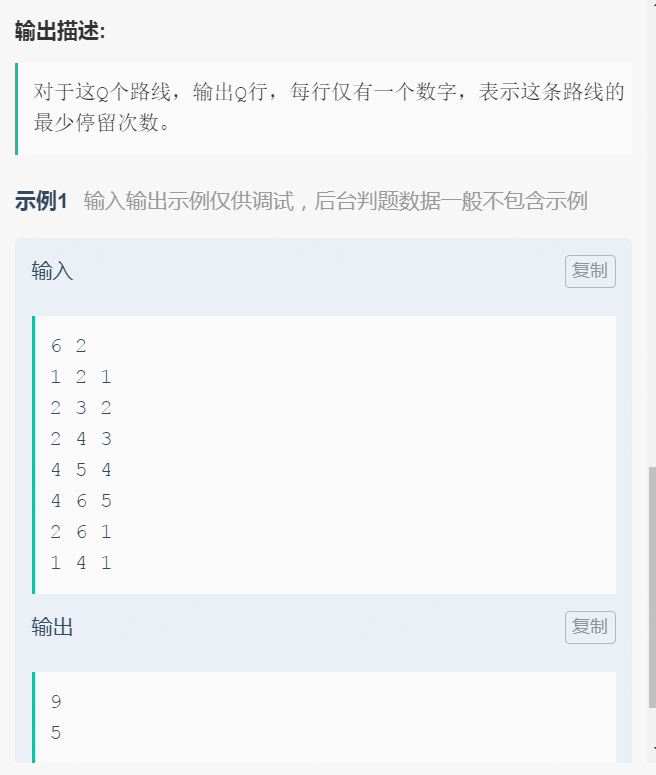 输出描述:
对于这Q个路线，输出Q行，每行仅有一个数字，表示这条路线的
最少停留次数。
示例1 输入输出示例仅供调试，后台判题数据一般不包含示例
输入
复制
6 2
1 2 1
2 3 2
2 4 3
4 5 4
4 6 5
2 6 1
1 4 1
输出
复制
9
5